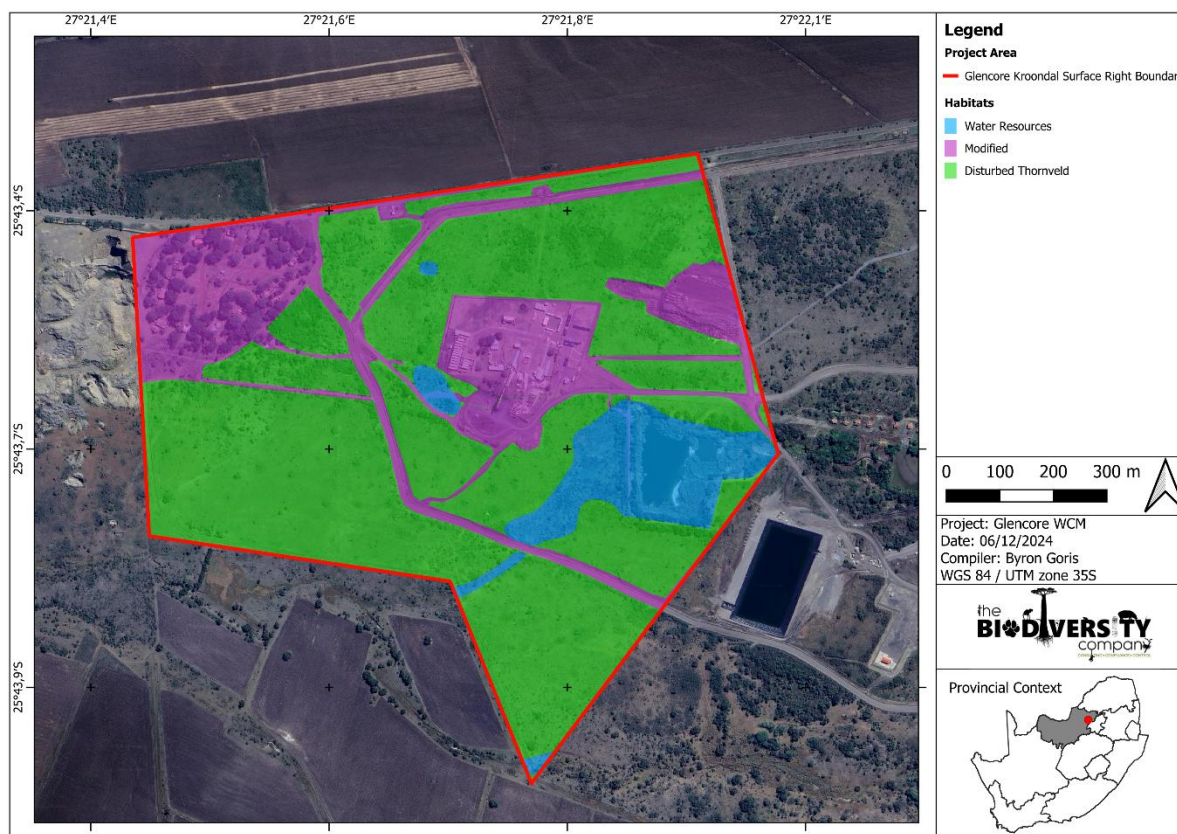 27°21,4'E
27°21,6'E
27°21,8'E
27°22,1'E
25°43,4'S
25°43,7'S
25°43,9'S
Legend
Project Area
Glencore Kroondal Surface Right Boundar
Habitats
Water Resources
Modified
Disturbed Thornveld
0 100 200 300 m
Project: Glencore WCM
Date: 06/12/2024
Compiler: Byron Goris
WGS 84 / UTM zone 35S
the
BIODIVERSITY
company
Provincial Context